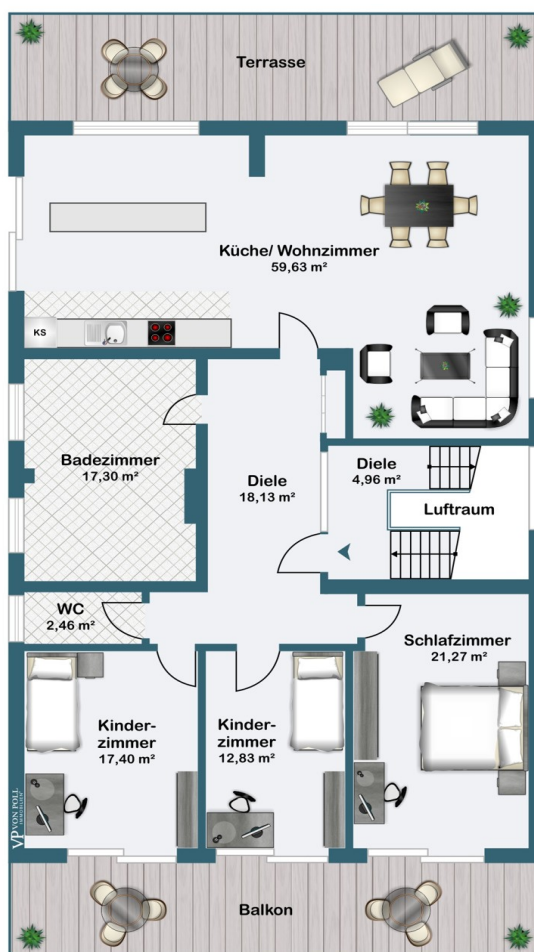 Terrasse
Küche/ Wohnzimmer
59,63 m²
KS
Badezimmer
17,30 m²
Diele
18,13 m²
Diele
4,96 m²
Luftraum
WC
2,46 m²
Schlafzimmer
21,27 m²
Kinder-
zimmer
17,40 m²
Kinder-
zimmer
12,83 m²
VP VON POLL
IMMOBILIEN
Balkon